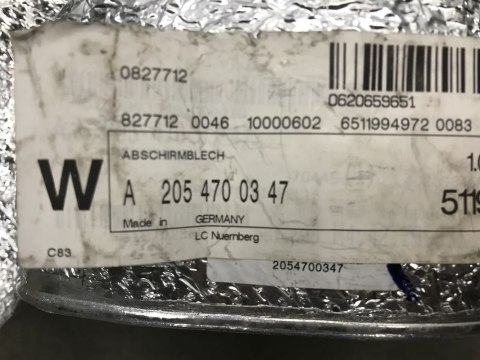 0827712
0620659651
827712 0046 10000602 6511994972 0083
ABSCHIRMBLECH
W
A 205 470 03 47
Made in GERMANY
LC Nuernberg
C83
2054700347